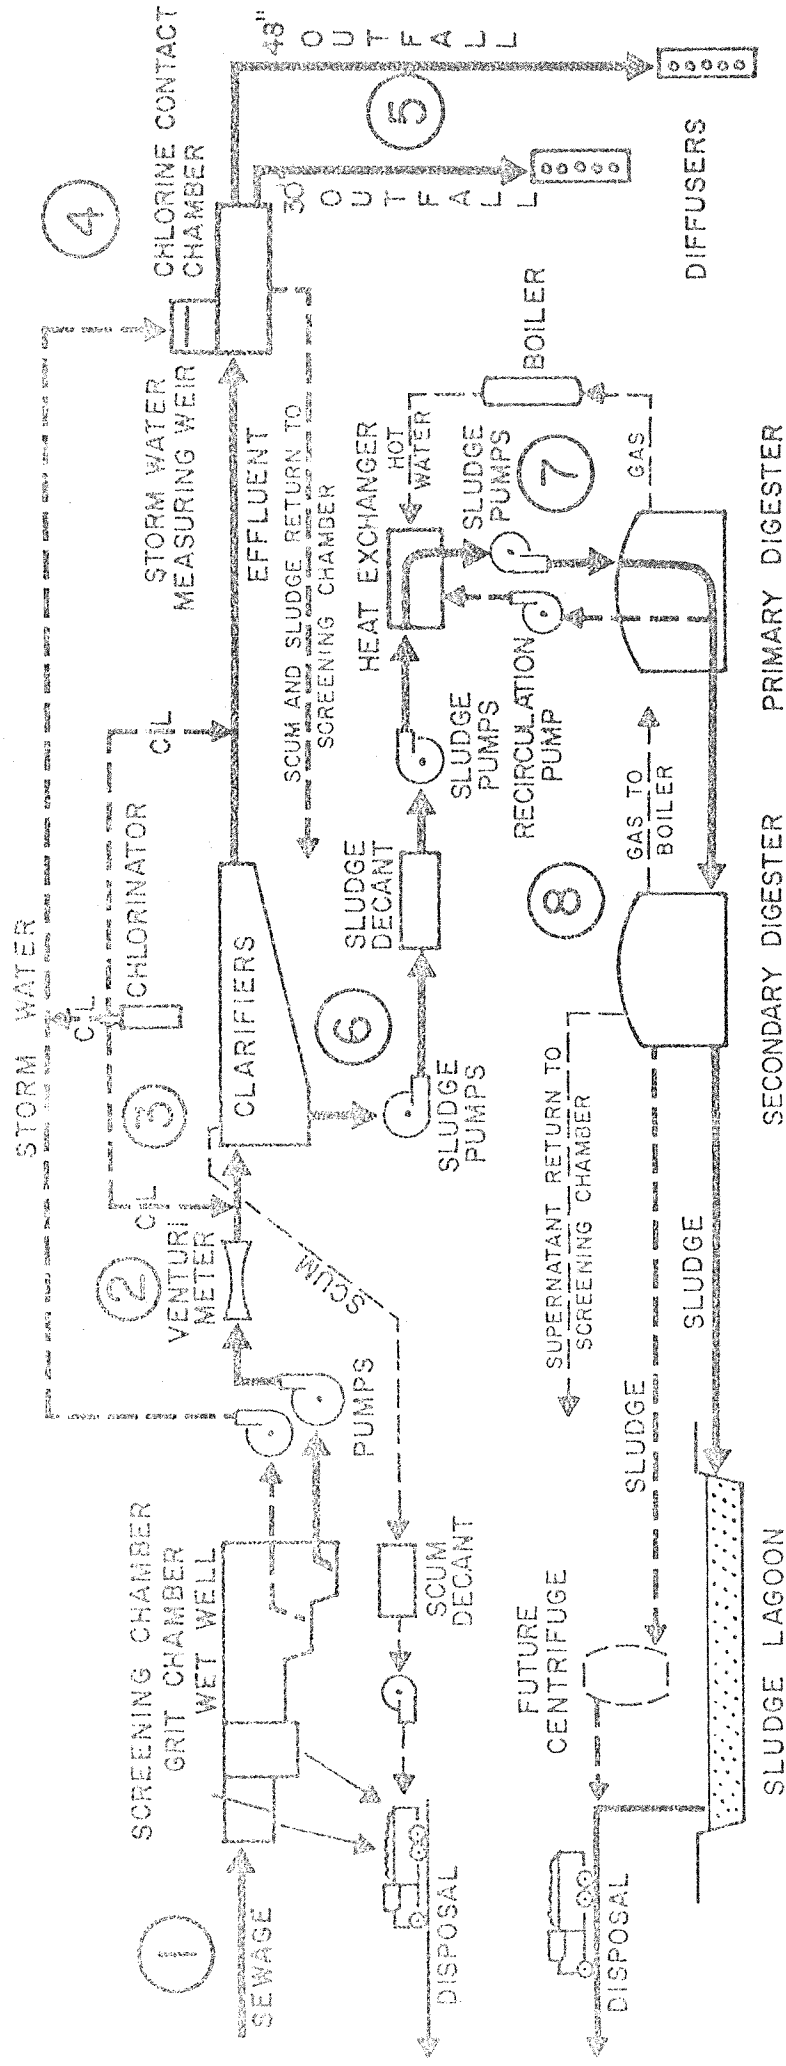 1
SEWAGE
SCREENING CHAMBER
GRIT CHAMBER
WET WELL
PUMPS
STORM WATER
2
VENTURI
METER
C'L
3
C'L
CHLORINATOR
C'L
CLARIFIERS
STORM WATER
MEASURING WEIR
EFFLUENT
4
CHLORINE CONTACT
CHAMBER
48" OUTFALL
5
30" OUTFALL
DIFFUSERS
SCUM AND SLUDGE RETURN TO
SCREENING CHAMBER
SCUM
SCUM
DECANT
DISPOSAL
6
SLUDGE
PUMPS
SLUDGE
DECANT
SLUDGE
PUMPS
HEAT EXCHANGER
HOT
WATER
BOILER
SLUDGE
PUMPS
7
RECIRCULATION
PUMP
GAS
PRIMARY DIGESTER
8
GAS TO
BOILER
SECONDARY DIGESTER
SUPERNATANT RETURN TO
SCREENING CHAMBER
SLUDGE
SLUDGE
FUTURE
CENTRIFUGE
DISPOSAL
SLUDGE LAGOON